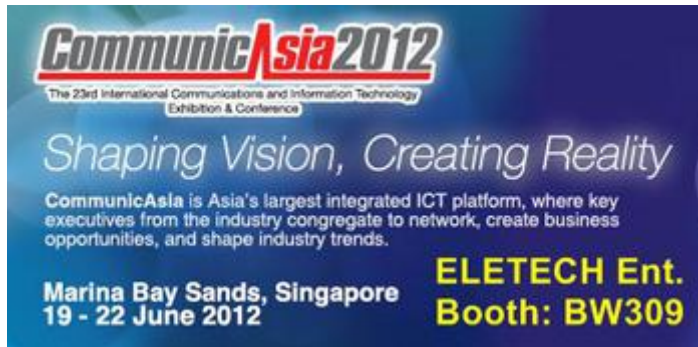 CommunicAsia2012
The 23rd International Communications and Information Technology
Exhibition & Conference
Shaping Vision, Creating Reality
CommunicAsia is Asia's largest integrated ICT platform, where key
executives from the industry congregate to network, create business
opportunities, and shape industry trends.
Marina Bay Sands, Singapore
19 - 22 June 2012
ELETECH Ent.
Booth: BW309